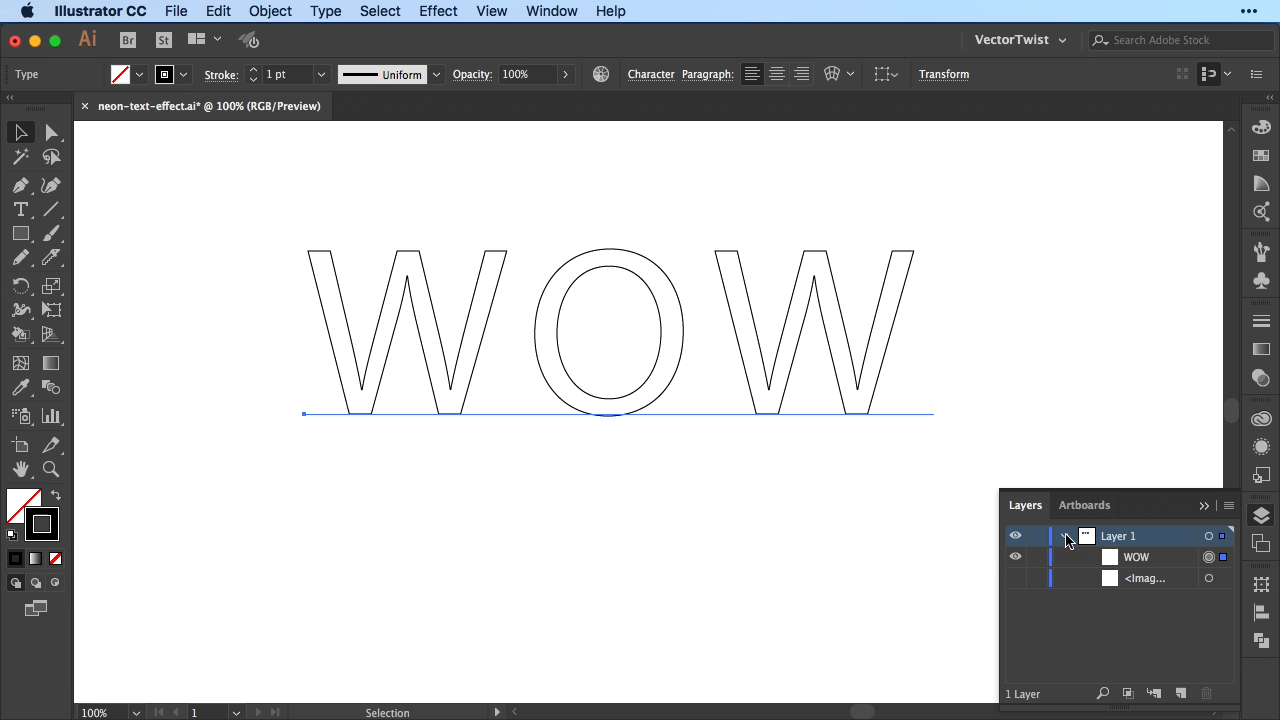 Illustrator CC File Edit Object Type Select Effect View Window Help
Ai Br St VectorTwist Search Adobe Stock
Type Stroke: 1 pt Uniform Opacity: 100% Character Paragraph: Transform
neon-text-effect.ai* @ 100% (RGB/Preview)
WOW
Layers Artboards
Layer 1
WOW
<Imag...
1 Layer
100% 1 Selection